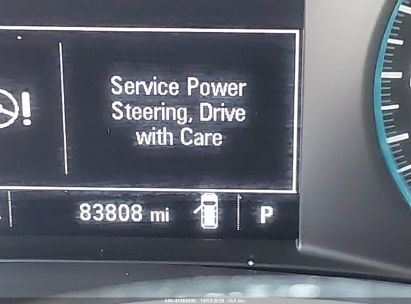 Service Power
Steering, Drive
with Care
83808 mi
P